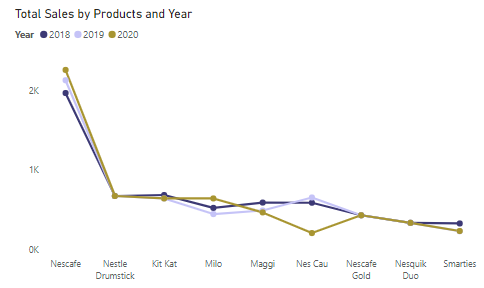 Total Sales by Products and Year
Year 2018 2019 2020
2K
1K
0K
Nescafe
Nestle
Drumstick
Kit Kat
Milo
Maggi
Nes Cau
Nescafe
Gold
Nesquik
Duo
Smarties